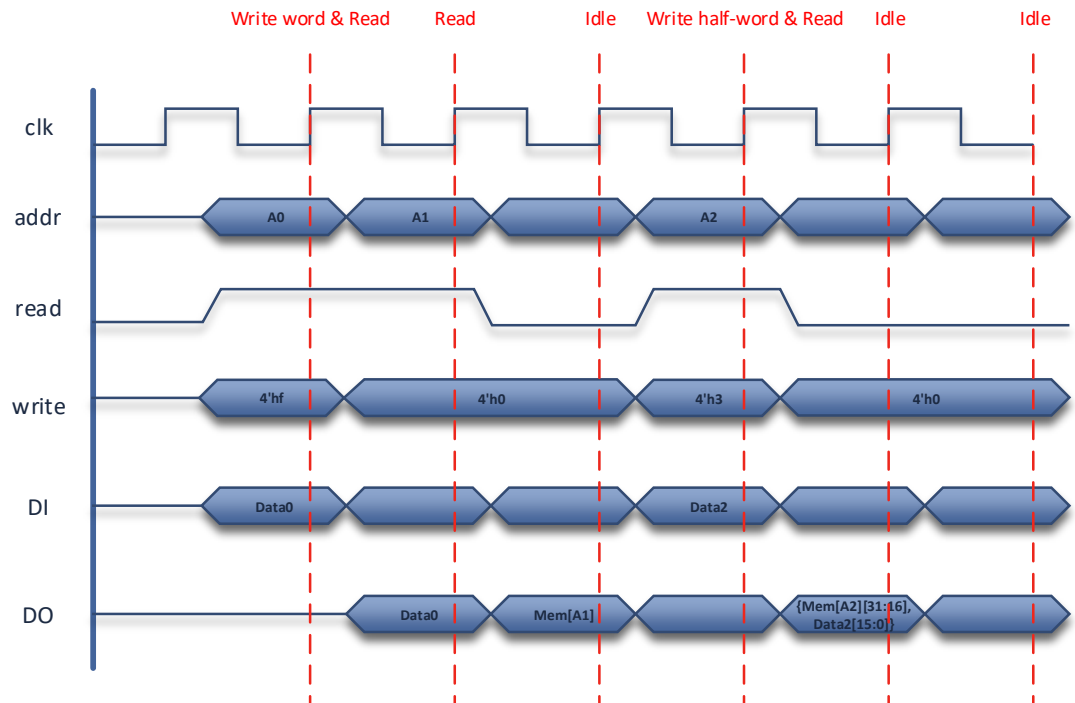 Write word & Read
Read
Idle
Write half-word & Read
Idle
Idle
clk
addr
A0
A1
A2
read
write
4'hf
4'h0
4'h3
4'h0
DI
Data0
Data2
DO
Data0
Mem[A1]
{Mem[A2][31:16],
Data2[15:0]}